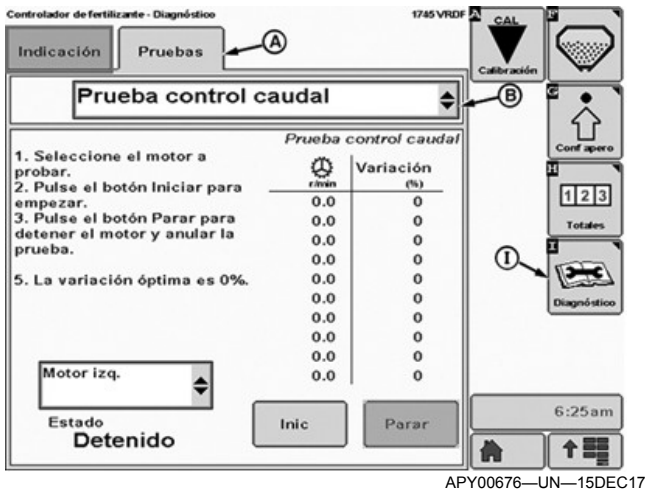 Controlador de fertilizante - Diagnóstico 1745 VRDF
Indicación
Pruebas
A
Prueba control caudal
B
Prueba control caudal
1. Seleccione el motor a
probar.
2. Pulse el botón Iniciar para
empezar.
3. Pulse el botón Parar para
detener el motor y anular la
prueba.
5. La variación óptima es 0%.
r/min
Variación
(%)
0.0 0
0.0 0
0.0 0
0.0 0
0.0 0
0.0 0
0.0 0
0.0 0
0.0 0
0.0 0
Motor izq.
Estado
Detenido
Inic
Parar
A
CAL
Calibración
F
G
Conf apero
H
1 2 3
Totales
I
I
Diagnóstico
6:25am
APY00676—UN—15DEC17